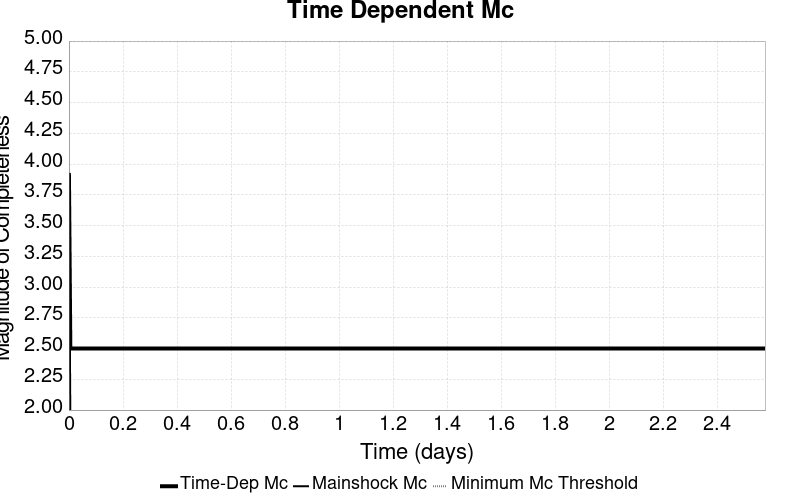 Time Dependent Mc
5.00
4.75
4.50
4.25
4.00
3.75
3.50
3.25
3.00
2.75
2.50
2.25
2.00
Magnitude of Completeness
0 0.2 0.4 0.6 0.8 1 1.2 1.4 1.6 1.8 2 2.2 2.4
Time (days)
Time-Dep Mc Mainshock Mc Minimum Mc Threshold